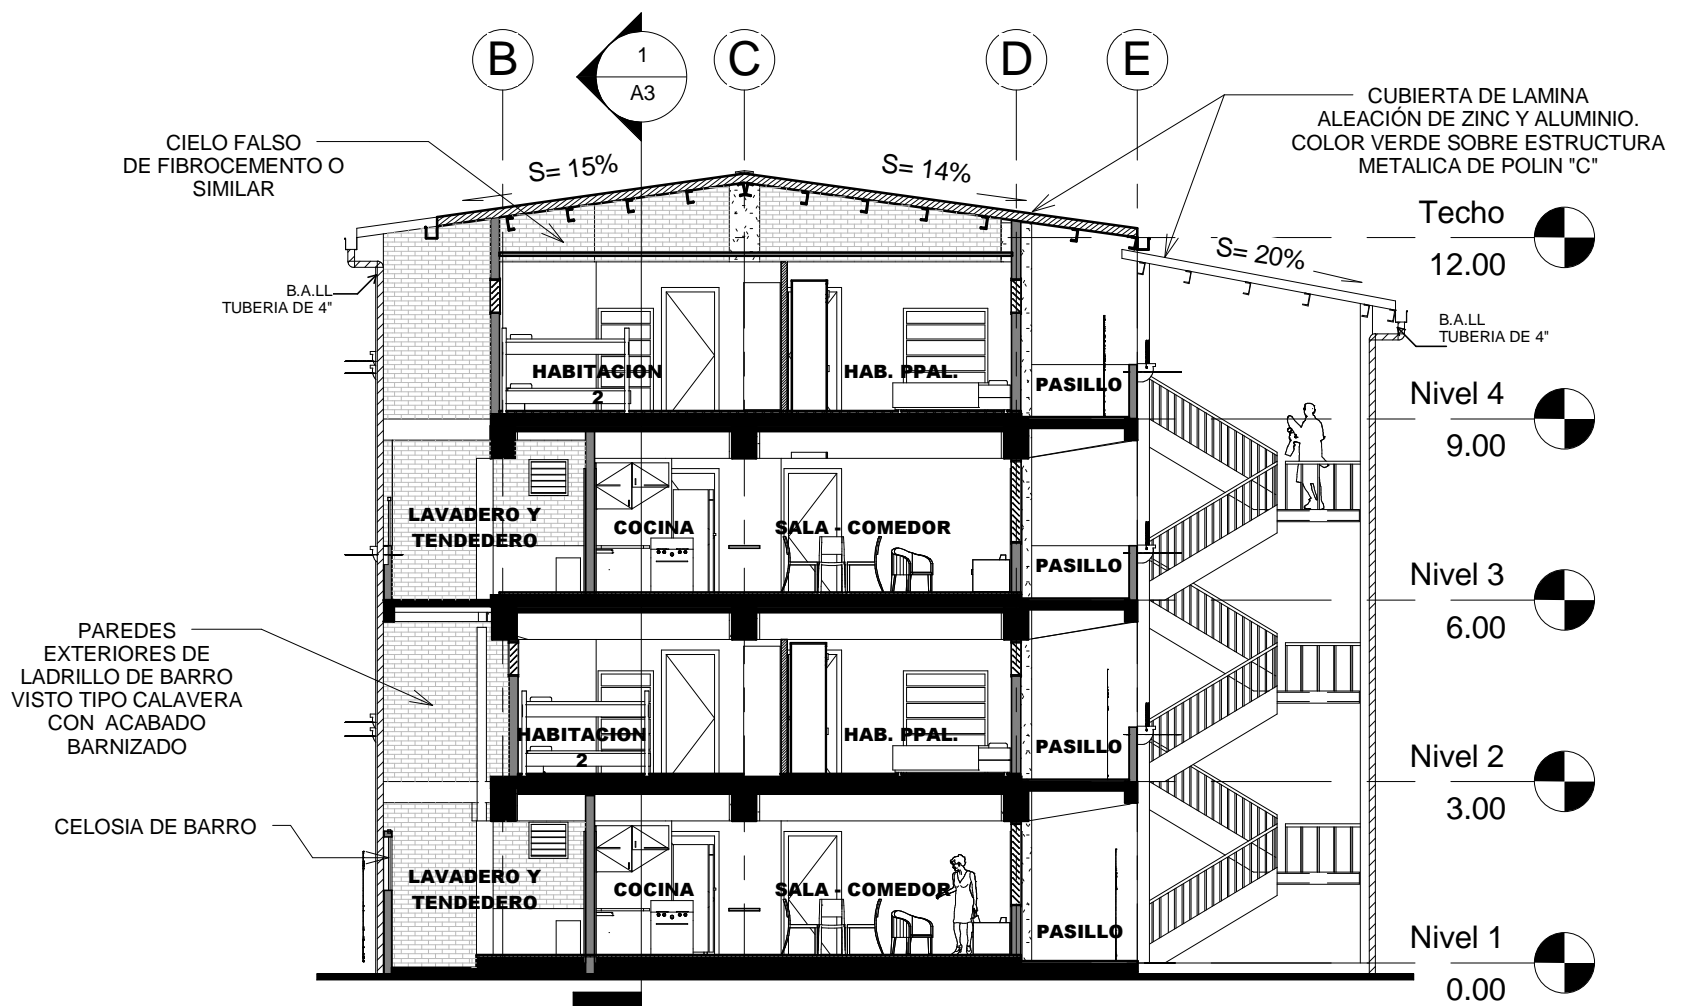 B
1
A3
C
D
E
CIELO FALSO
DE FIBROCEMENTO O
SIMILAR
S= 15%
S= 14%
CUBIERTA DE LAMINA
ALEACIÓN DE ZINC Y ALUMINIO.
COLOR VERDE SOBRE ESTRUCTURA
METALICA DE POLIN "C"
Techo
12.00
S= 20%
B.A.LL
TUBERIA DE 4"
B.A.LL
TUBERIA DE 4"
HABITACION
2
HAB. PPAL.
PASILLO
Nivel 4
9.00
LAVADERO Y
TENDEDERO
COCINA
SALA - COMEDOR
PASILLO
Nivel 3
6.00
PAREDES
EXTERIORES DE
LADRILLO DE BARRO
VISTO TIPO CALAVERA
CON ACABADO
BARNIZADO
HABITACION
2
HAB. PPAL.
PASILLO
Nivel 2
3.00
CELOSIA DE BARRO
LAVADERO Y
TENDEDERO
COCINA
SALA - COMEDOR
PASILLO
Nivel 1
0.00